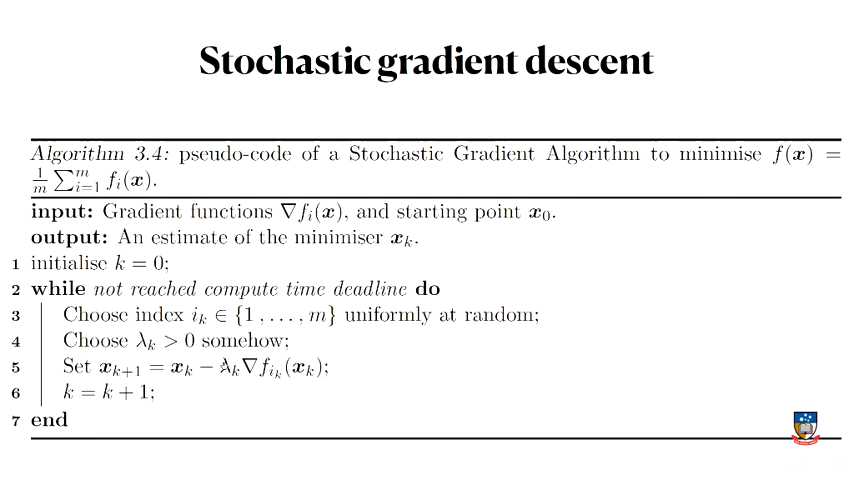 Stochastic gradient descent
Algorithm 3.4: pseudo-code of a Stochastic Gradient Algorithm to minimise f(x) =
1/m ∑_{i=1}^{m} f_i(x).
input: Gradient functions ∇f_i(x), and starting point x_0.
output: An estimate of the minimiser x_k.
1 initialise k = 0;
2 while not reached compute time deadline do
3 Choose index i_k ∈ {1, . . . , m} uniformly at random;
4 Choose λ_k > 0 somehow;
5 Set x_{k+1} = x_k − λ_k∇f_{i_k}(x_k);
6 k = k + 1;
7 end